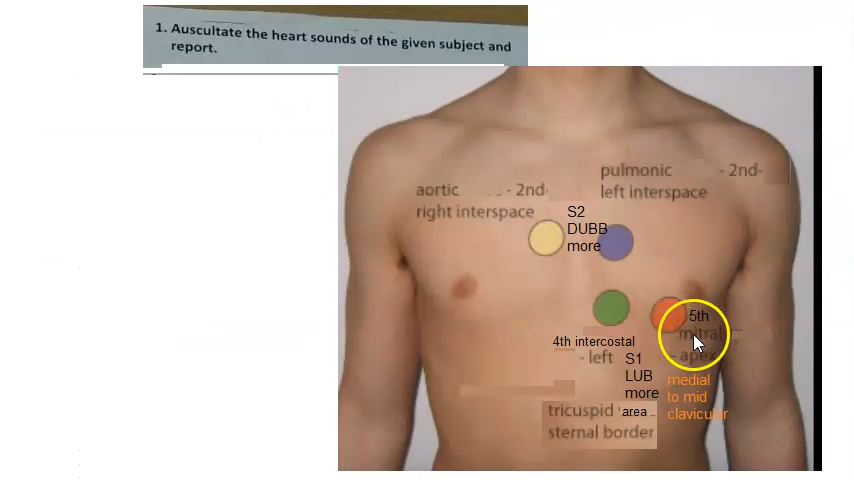 1. Auscultate the heart sounds of the given subject and
report.
pulmonic - 2nd-
left interspace
aortic - 2nd-
right interspace
S2
DUBB
more
5th
mitral
- apex
4th intercostal
- left
S1
LUB
more
medial
to mid
clavicular
tricuspid area
sternal border